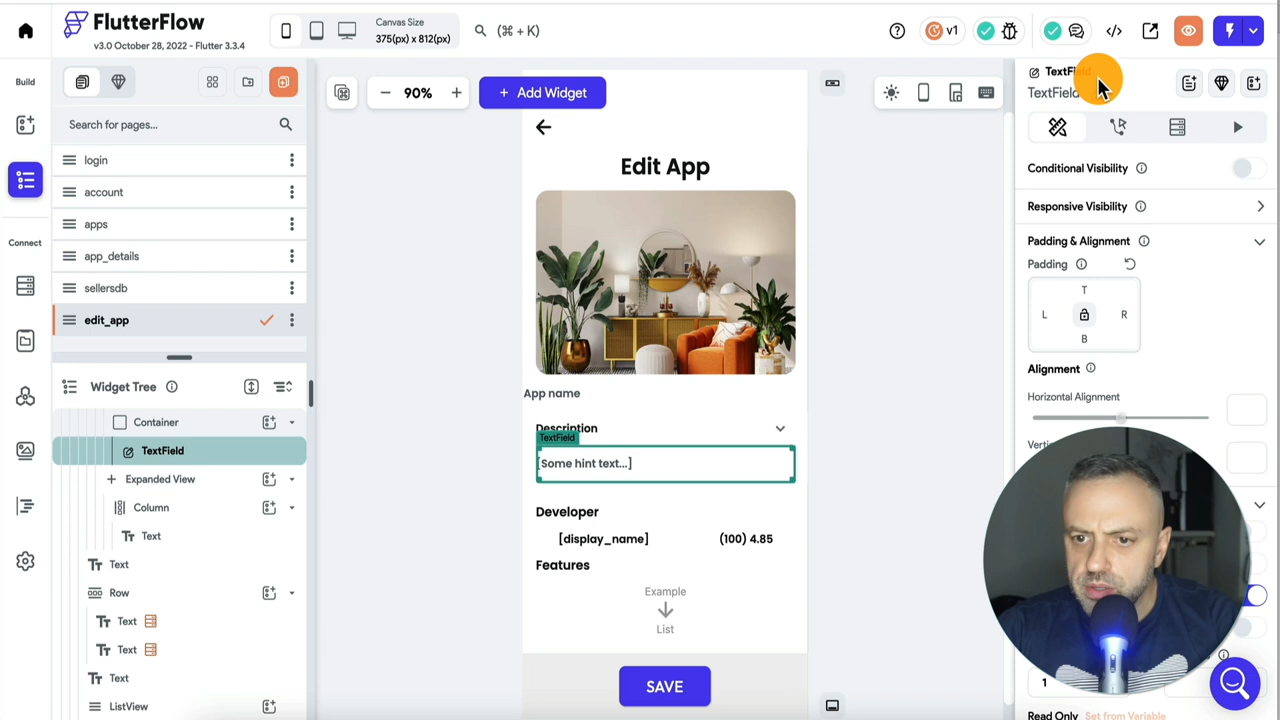 FlutterFlow
v3.0 October 28, 2022 - Flutter 3.3.4
Canvas Size
375(px) x 812(px)
(⌘ + K)
v1
Build
Connect
Search for pages...
login
account
apps
app_details
sellersdb
edit_app
Widget Tree
Container
TextField
Expanded View
Column
Text
Text
Row
Text
Text
Text
ListView
90%
+ Add Widget
Edit App
App name
Description
TextField
[Some hint text...]
Developer
[display_name]
(100) 4.85
Features
Example
List
SAVE
TextField
Conditional Visibility
Responsive Visibility
Padding & Alignment
Padding
T
L
R
B
Alignment
Horizontal Alignment
1
Read Only
Set from Variable